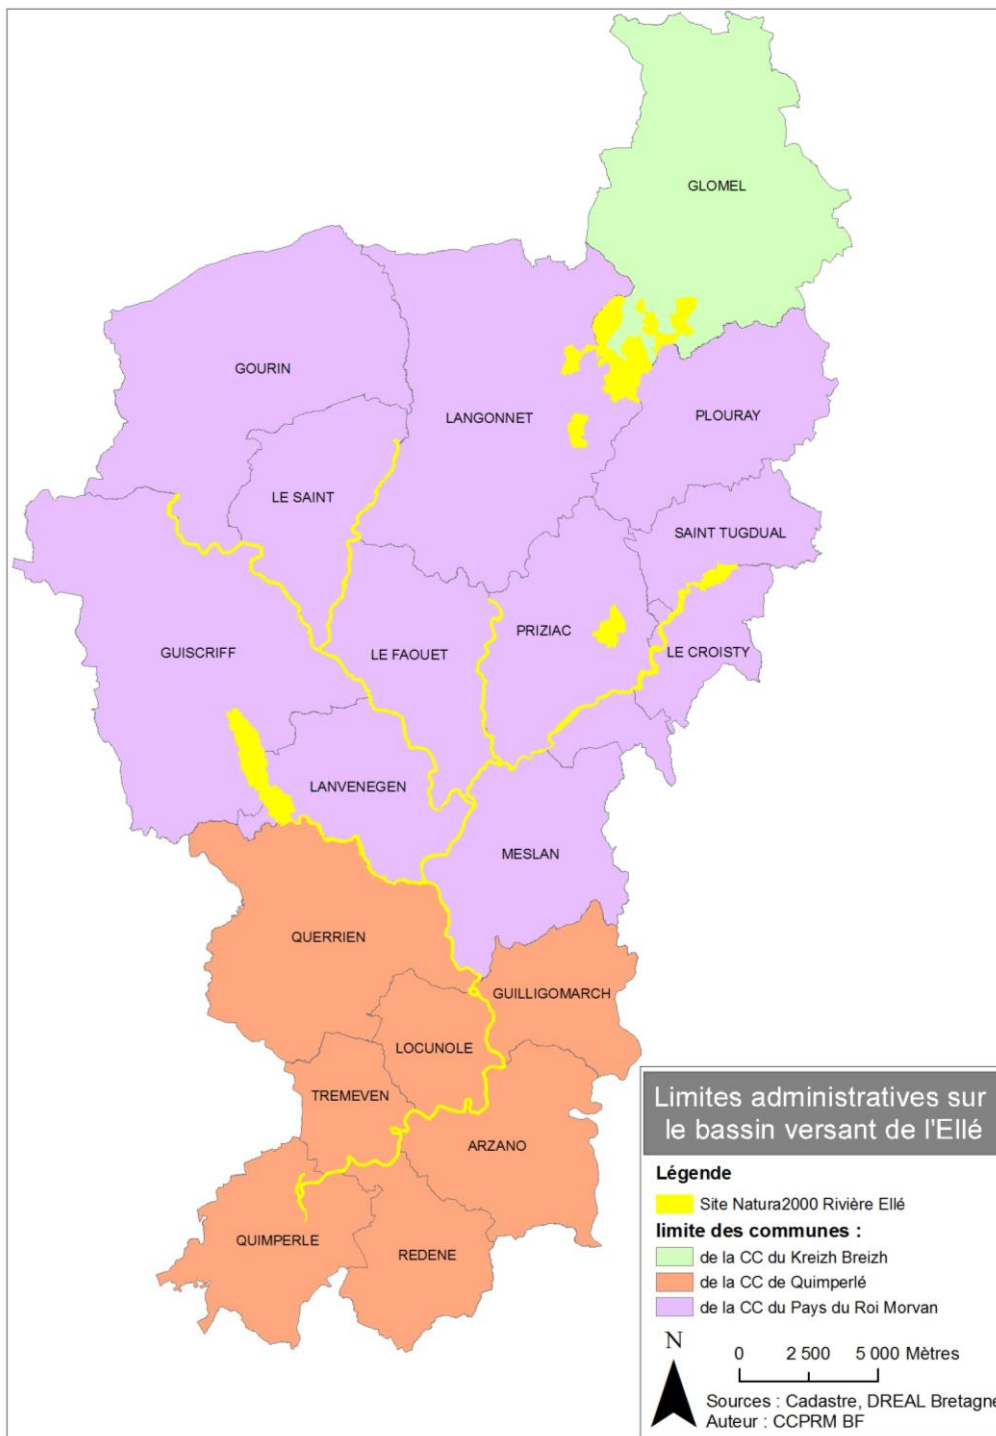 GLOMEL
GOURIN
LANGONNET
PLOURAY
LE SAINT
SAINT TUGDUAL
GUISCRIFF
LE FAOUET
PRIZIAC
LE CROISTY
LANVENEGEN
MESLAN
QUERRIEN
GUILLIGOMARCH
LOCUNOLE
TREMEVEN
ARZANO
QUIMPERLE
REDENE
Limites administratives sur
le bassin versant de l'Ellé
Légende
Site Natura2000 Rivière Ellé
limite des communes :
de la CC du Kreizh Breizh
de la CC de Quimperlé
de la CC du Pays du Roi Morvan
N
0 2 500 5 000 Mètres
Sources : Cadastre, DREAL Bretagne
Auteur : CCPRM BF